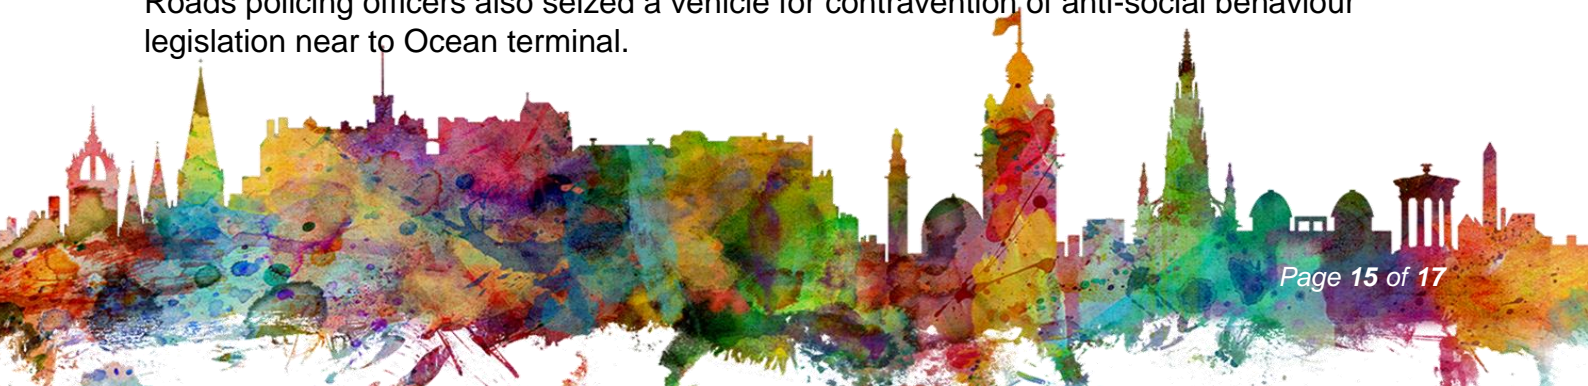 Roads policing officers also seized a vehicle for contravention of anti-social behaviour
legislation near to Ocean terminal.
Page 15 of 17